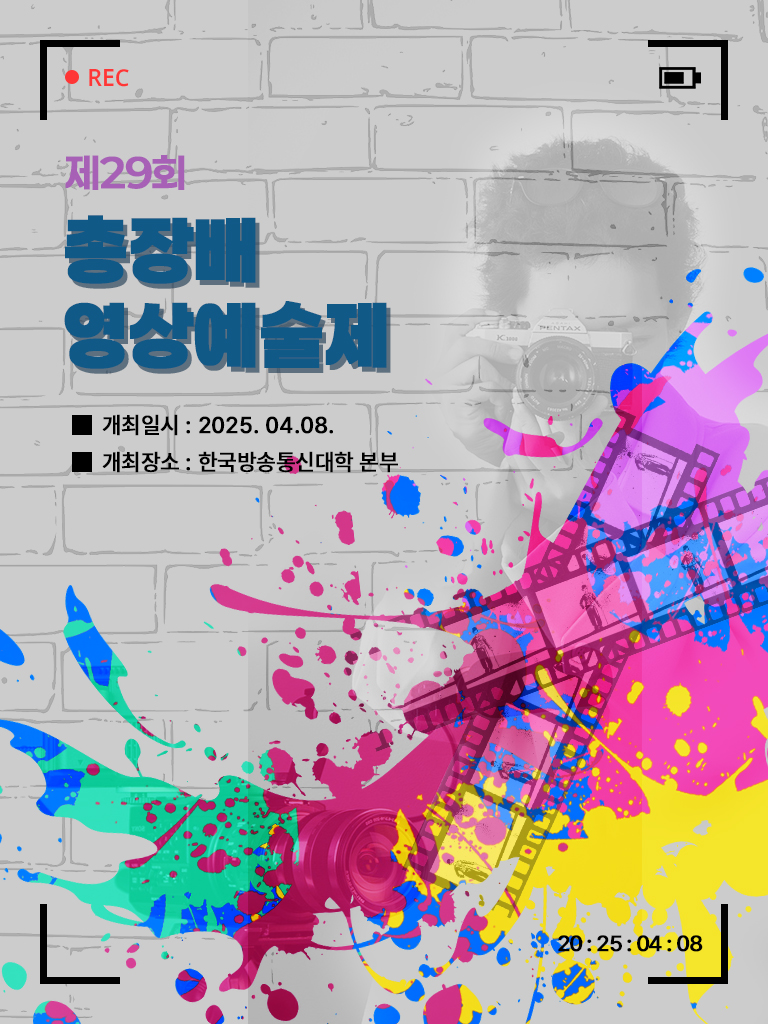 REC
제29회
총장배
영상예술제
■ 개최일시 : 2025. 04.08.
■ 개최장소 : 한국방송통신대학 본부
PENTAX
20:25:04:08